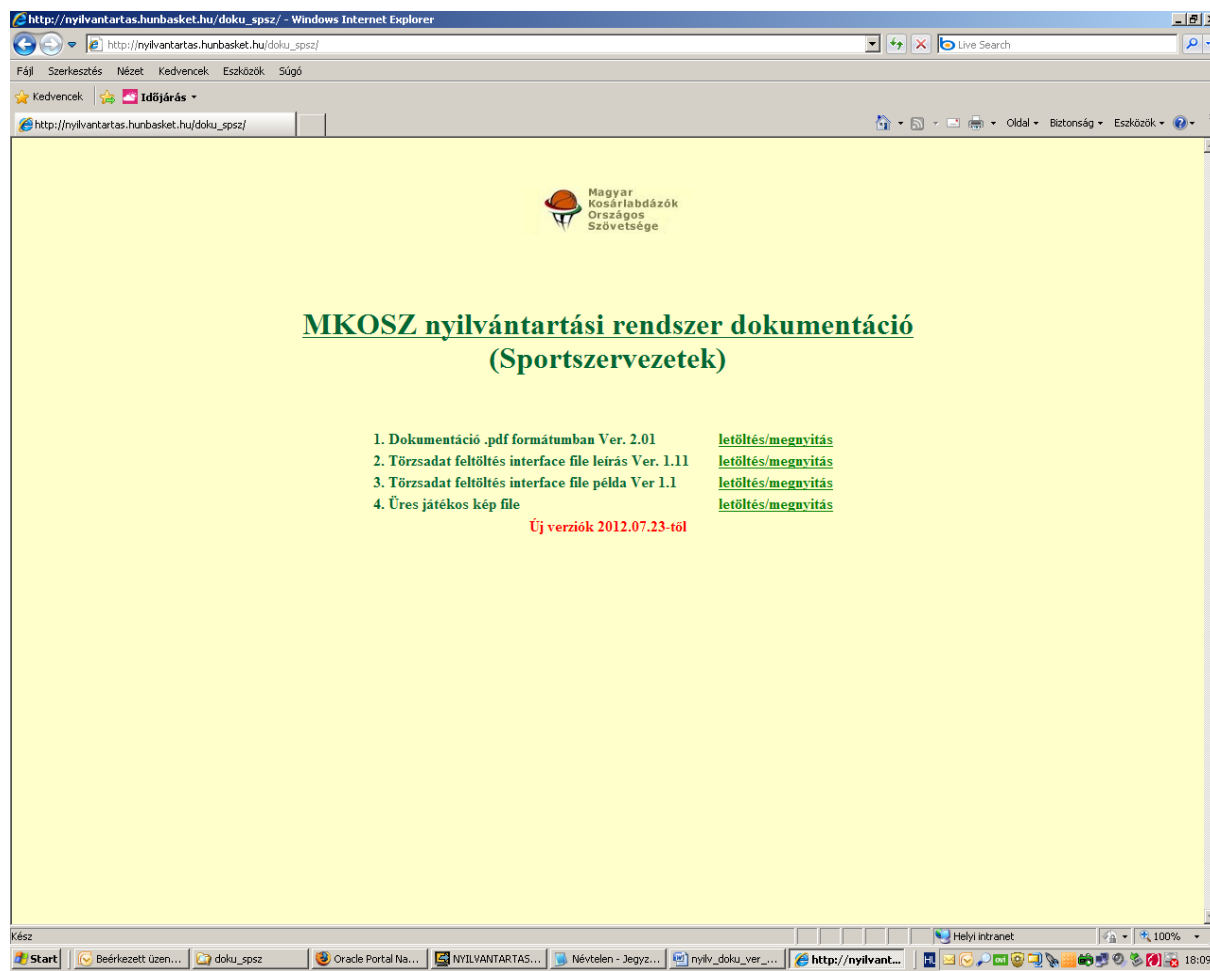 http://nyilvantartas.hunbasket.hu/doku_spsz/ - Windows Internet Explorer
http://nyilvantartas.hunbasket.hu/doku_spsz/ Live Search
Fájl Szerkesztés Nézet Kedvencek Eszközök Súgó
Kedvencek Időjárás
http://nyilvantartas.hunbasket.hu/doku_spsz/ Oldal Biztonság Eszközök
Magyar
Kosárlabdázók
Országos
Szövetsége
MKOSZ nyilvántartási rendszer dokumentáció
(Sportszervezetek)
1. Dokumentáció .pdf formátumban Ver. 2.01 letöltés/megnyitás
2. Törzsadat feltöltés interface file leírás Ver. 1.11 letöltés/megnyitás
3. Törzsadat feltöltés interface file példa Ver 1.1 letöltés/megnyitás
4. Üres játékos kép file letöltés/megnyitás
Új verziók 2012.07.23-től
Kész Helyi intranet 100%
Start Beérkezett üzen... doku_spsz Oracle Portal Na... NYILVANTARTAS... Névtelen - Jegyz... nyilv_doku_ver_... http://nyilvant... HU 18:09